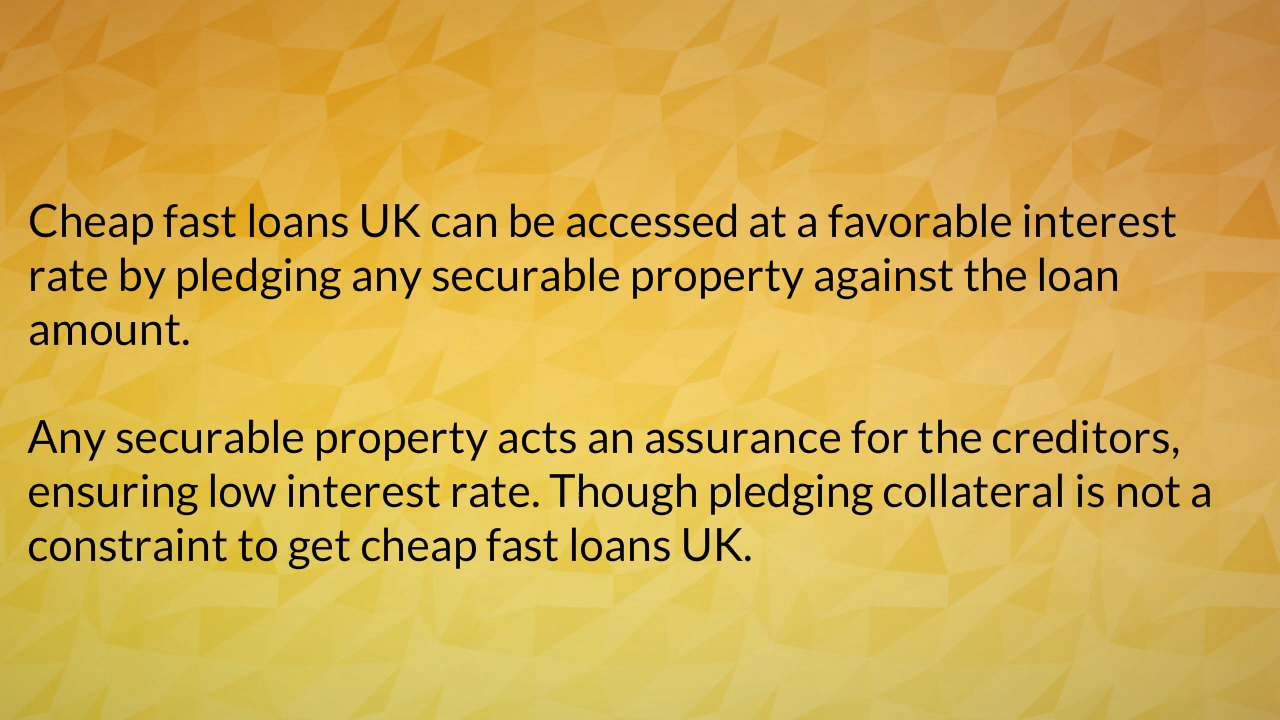 Cheap fast loans UK can be accessed at a favorable interest
rate by pledging any securable property against the loan
amount.
Any securable property acts an assurance for the creditors,
ensuring low interest rate. Though pledging collateral is not a
constraint to get cheap fast loans UK.